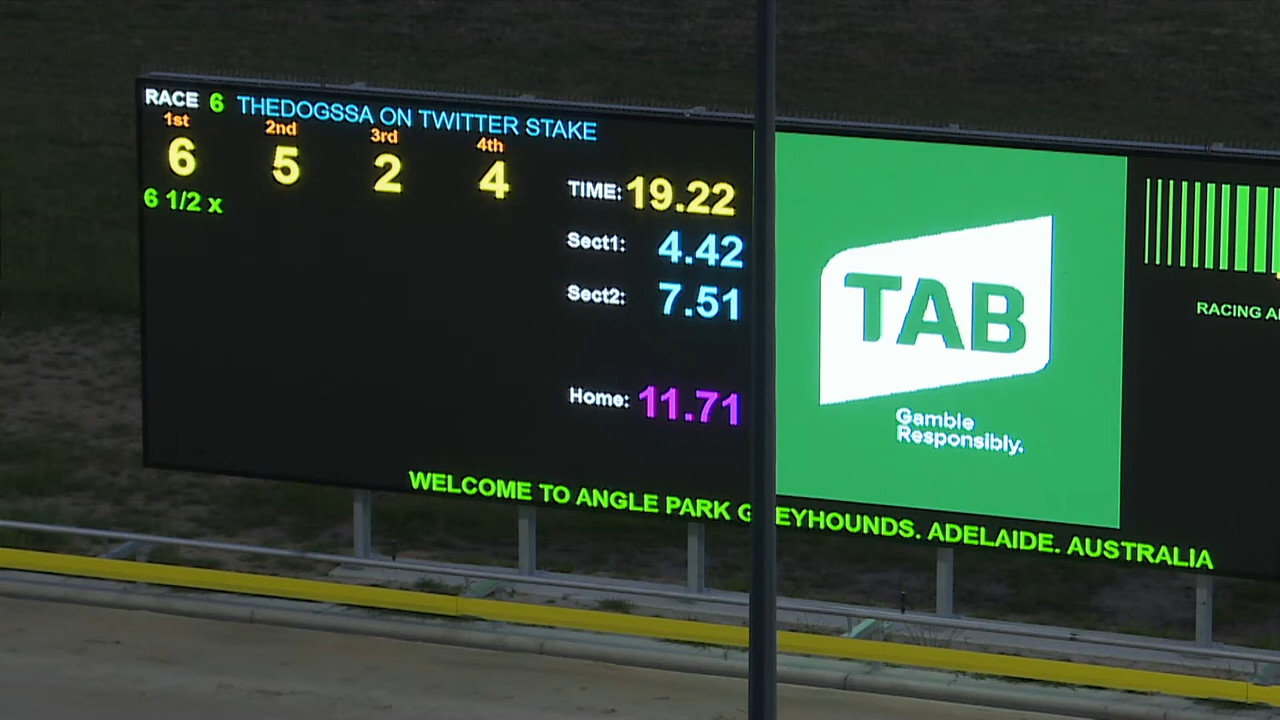 RACE 6 THEDOGSSA ON TWITTER STAKE
1st 2nd 3rd 4th
6 5 2 4
6 1/2 x
TIME: 19.22
Sect1: 4.42
Sect2: 7.51
Home: 11.71
TAB
Gamble
Responsibly.
RACING
WELCOME TO ANGLE PARK GREYHOUNDS. ADELAIDE. AUSTRALIA